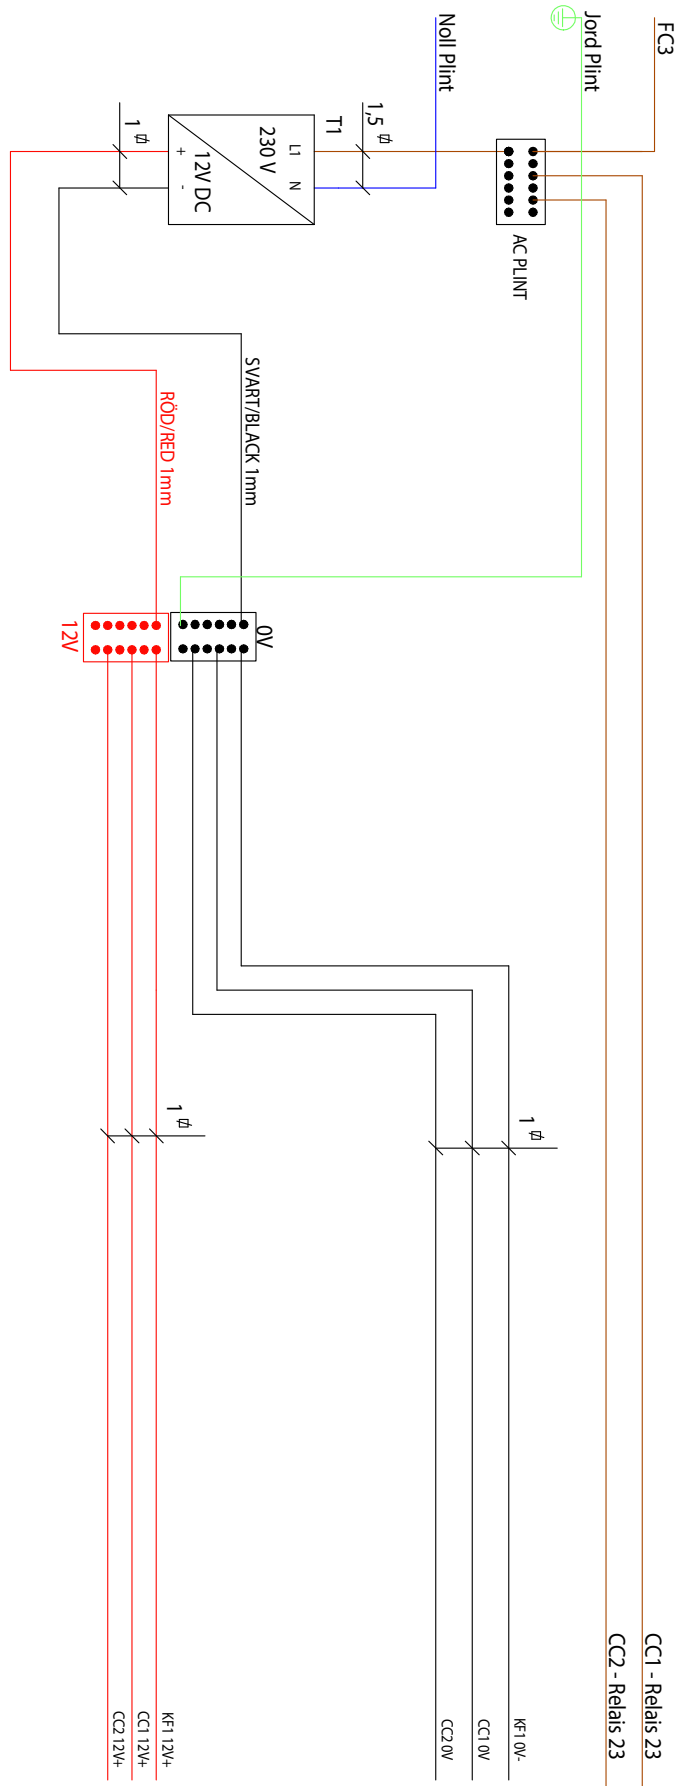 FC3
Jord Plint
Noll Plint
1,5
T1
L1
N
230 V
12V DC
+
-
1
AC PLINT
SVART/BLACK 1mm
RÖD/RED 1mm
0V
12V
1
1
CC1 - Relais 23
CC2 - Relais 23
KF1 0V-
CC1 0V
CC2 0V
KF1 12V+
CC1 12V+
CC2 12V+